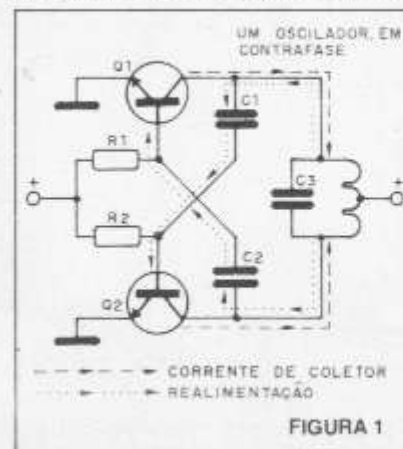 UM OSCILADOR, EM
CONTRAFASE
Q1
C1
R1
+
C3
+
R2
C2
Q2
CORRENTE DE COLETOR
REALIMENTAÇÃO
FIGURA 1